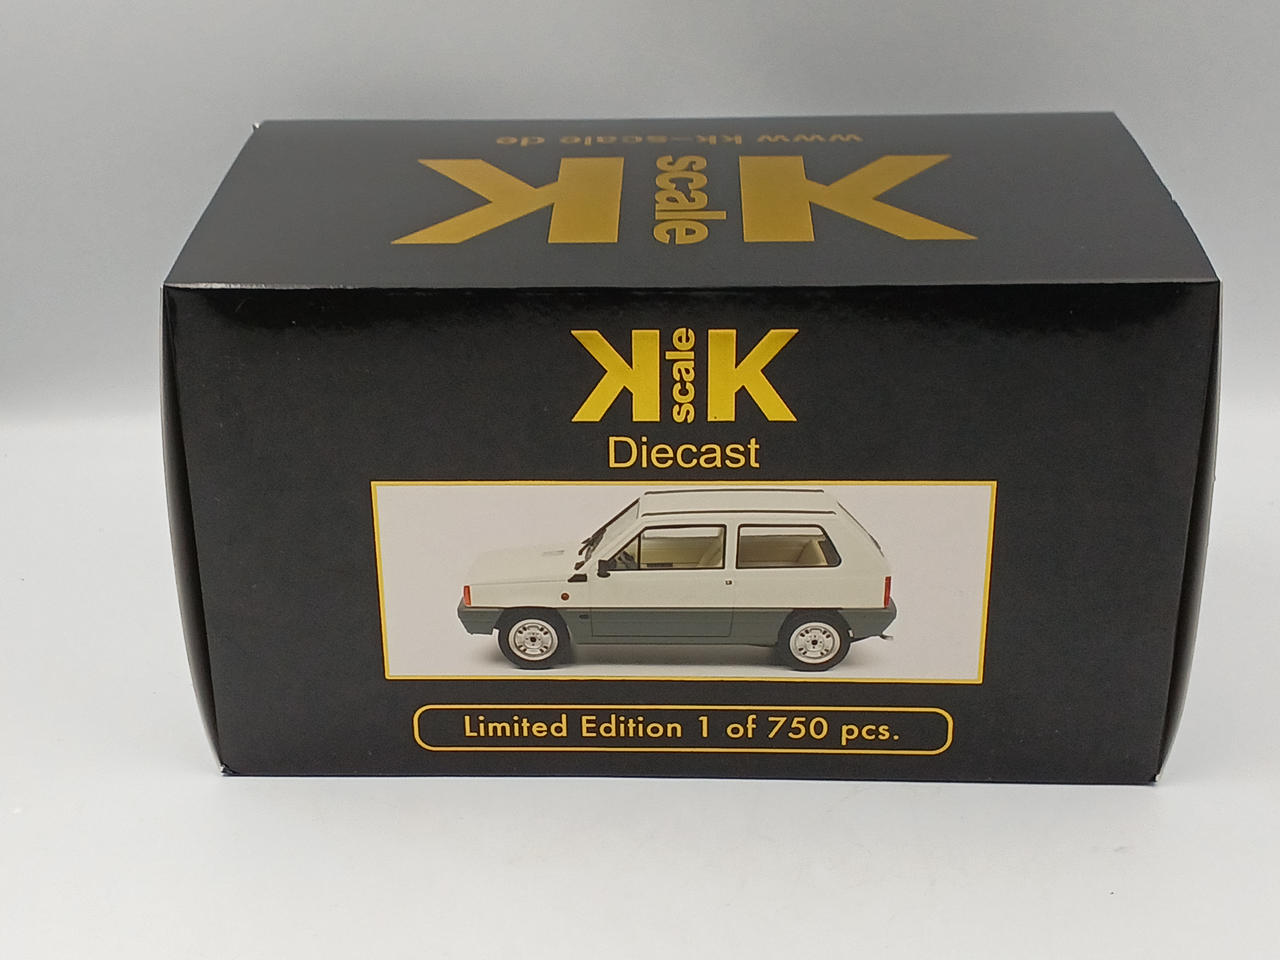 www.kk-scale.de
K scale K
K scale K
Diecast
Limited Edition 1 of 750 pcs.